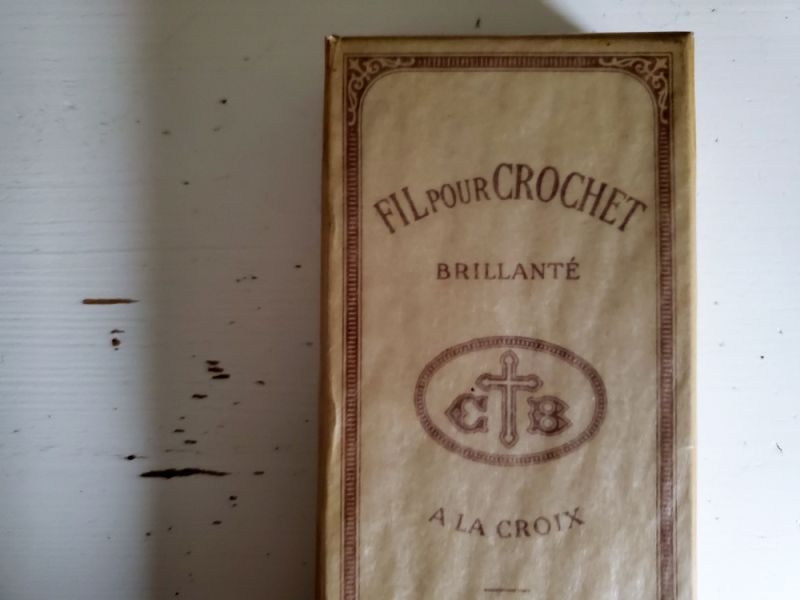 FIL POUR CROCHET
BRILLANTÉ
C B
A LA CROIX